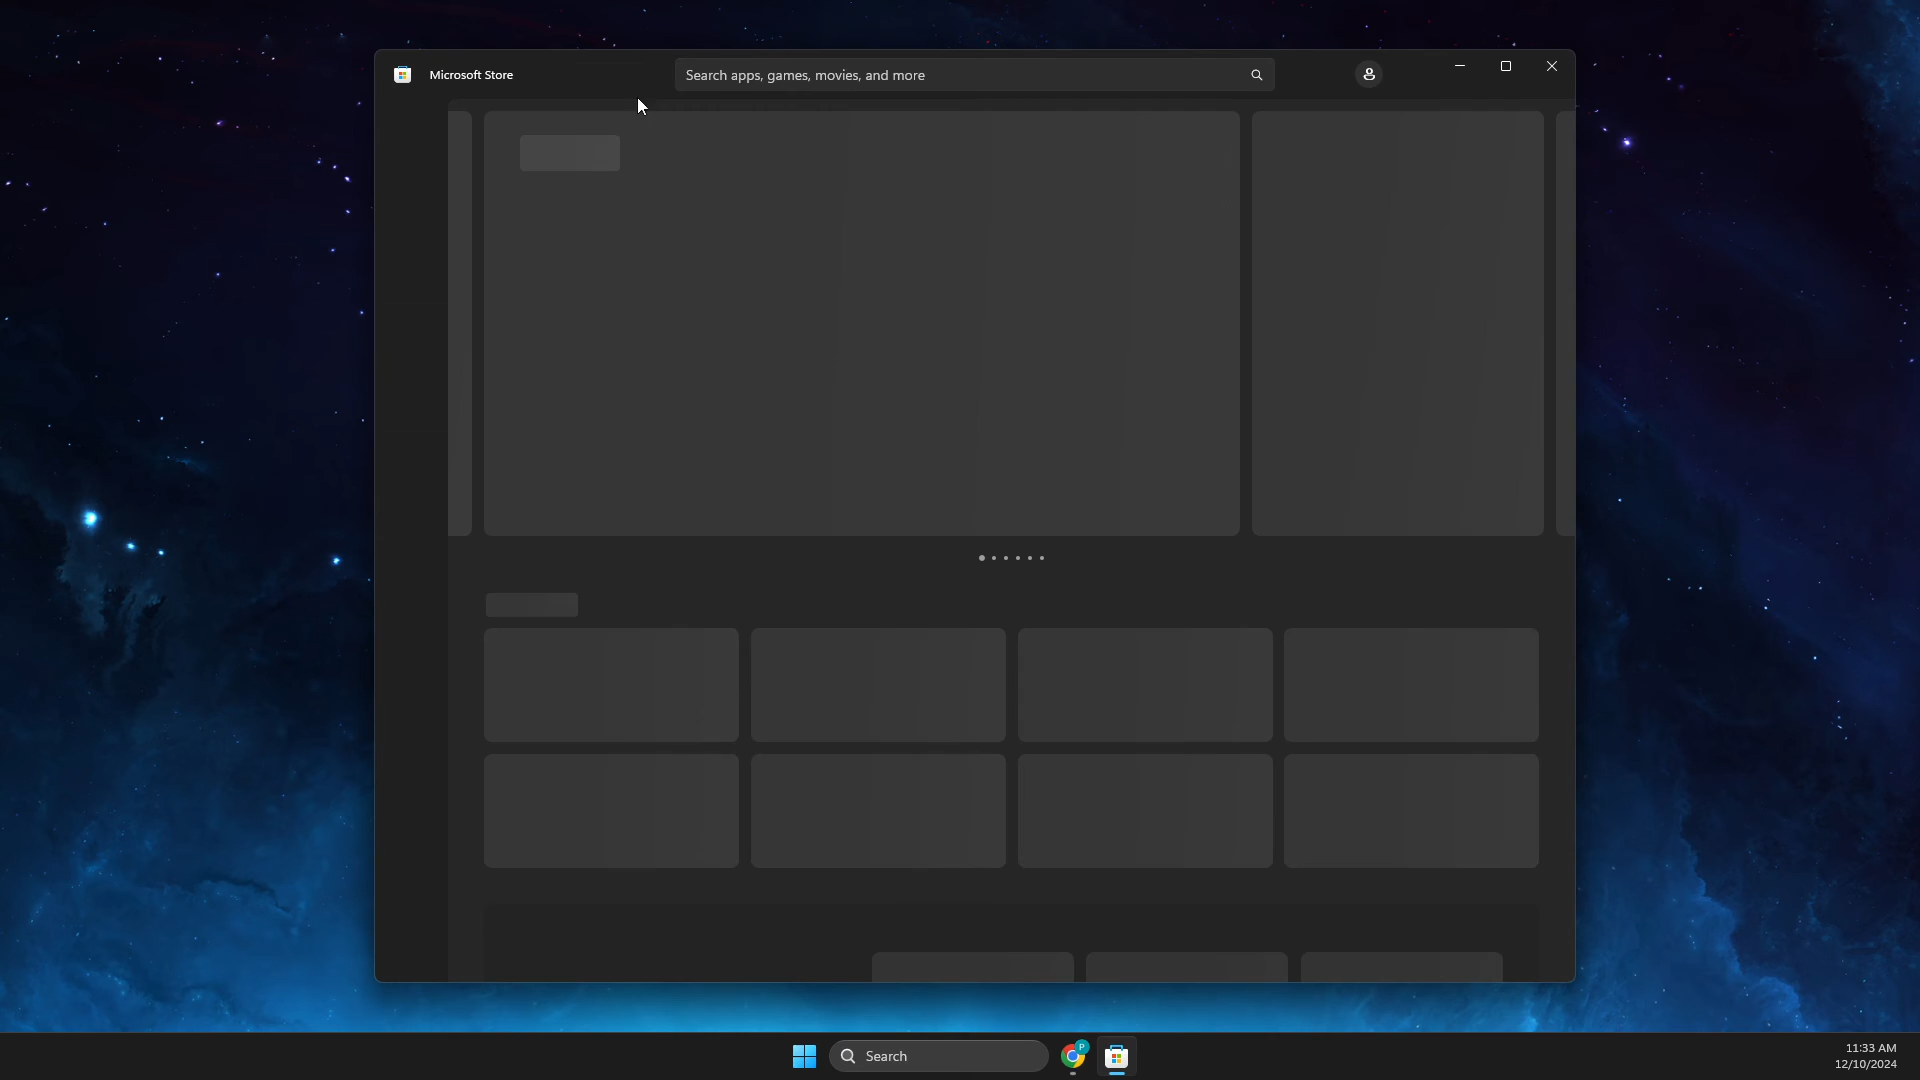 Microsoft Store
Search apps, games, movies, and more
Search
P
11:33 AM
12/10/2024